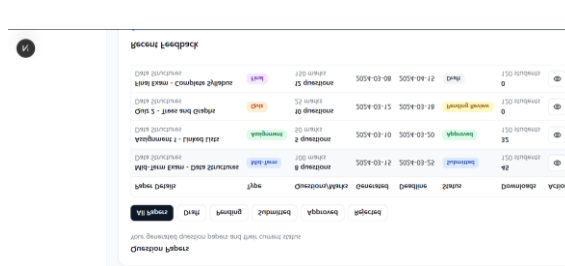 Question Papers
Your generated question papers and their current status
All Papers Draft Pending Submitted Approved Rejected
Paper Details Type Questions/Marks Generated Deadline Status Downloads Actio
Mid-Term Exam - Data Structures Mid-Term 8 questions 2024-03-15 2024-03-25 Submitted 45
Data Structures 100 marks 120 students
Assignment 1 - Linked Lists Assignment 5 questions 2024-03-10 2024-03-20 Approved 32
Data Structures 50 marks 120 students
Quiz 2 - Trees and Graphs Quiz 10 questions 2024-03-12 2024-03-18 Pending Review 0
Data Structures 25 marks 120 students
Final Exam - Complete Syllabus Final 12 questions 2024-03-08 2024-04-15 Draft 0
Data Structures 150 marks 120 students
Recent Feedback
N